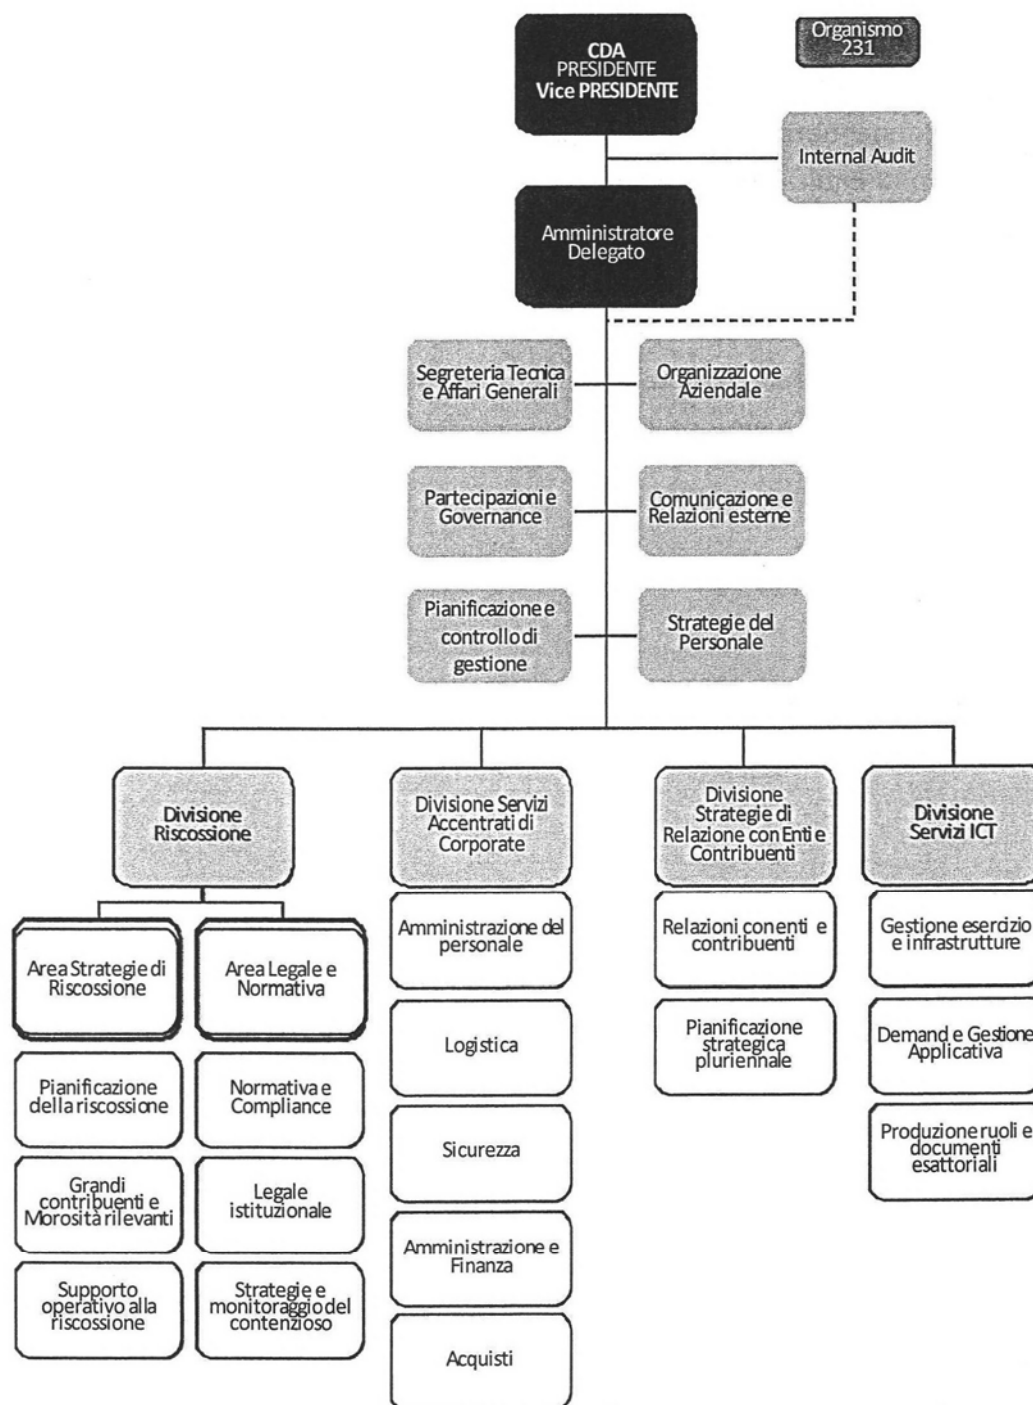 CDA
PRESIDENTE
Vice PRESIDENTE
Organismo
231
Internal Audit
Amministratore
Delegato
Segreteria Tecnica
e Affari Generali
Organizzazione
Aziendale
Partecipazioni e
Governance
Comunicazione e
Relazioni esterne
Pianificazione e
controllo di
gestione
Strategie del
Personale
Divisione
Riscossione
Divisione Servizi
Accentrati di
Corporate
Divisione
Strategie di
Relazione con Enti e
Contribuenti
Divisione
Servizi ICT
Area Strategie di
Riscossione
Area Legale e
Normativa
Pianificazione
della riscossione
Normativa e
Compliance
Grandi
contribuenti e
Morosità rilevanti
Legale
istituzionale
Supporto
operativo alla
riscossione
Strategie e
monitoraggio del
contenzioso
Amministrazione del
personale
Logistica
Sicurezza
Amministrazione e
Finanza
Acquisti
Relazioni con enti e
contribuenti
Pianificazione
strategica
pluriennale
Gestione esercizio
e infrastrutture
Demand e Gestione
Applicativa
Produzione ruoli e
documenti
esattoriali